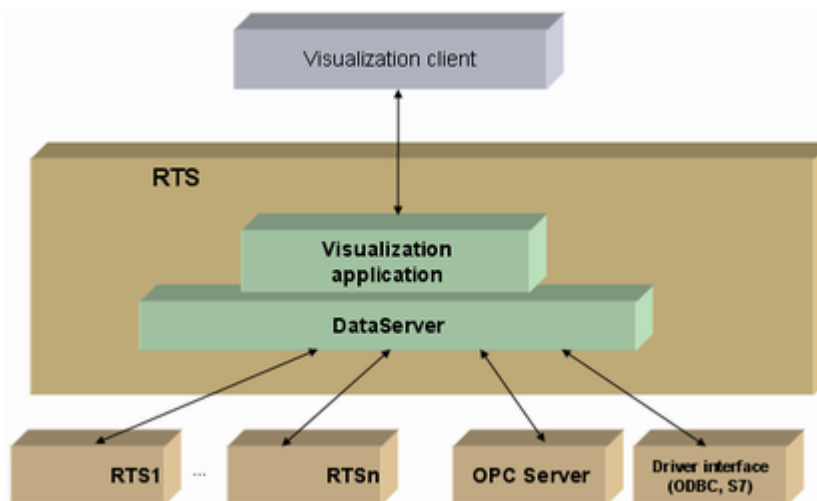 Visualization client
RTS
Visualization
application
DataServer
RTS1 ... RTSn OPC Server Driver interface
(ODBC, S7)